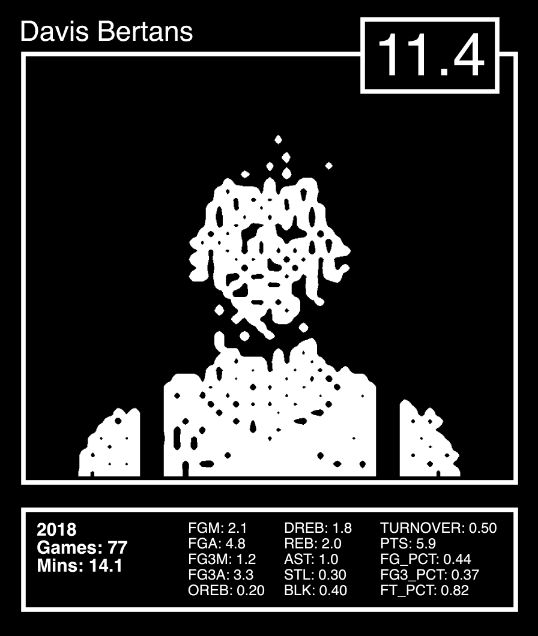 Davis Bertans
11.4
2018
Games: 77
Mins: 14.1
FGM: 2.1
FGA: 4.8
FG3M: 1.2
FG3A: 3.3
OREB: 0.20
DREB: 1.8
REB: 2.0
AST: 1.0
STL: 0.30
BLK: 0.40
TURNOVER: 0.50
PTS: 5.9
FG_PCT: 0.44
FG3_PCT: 0.37
FT_PCT: 0.82